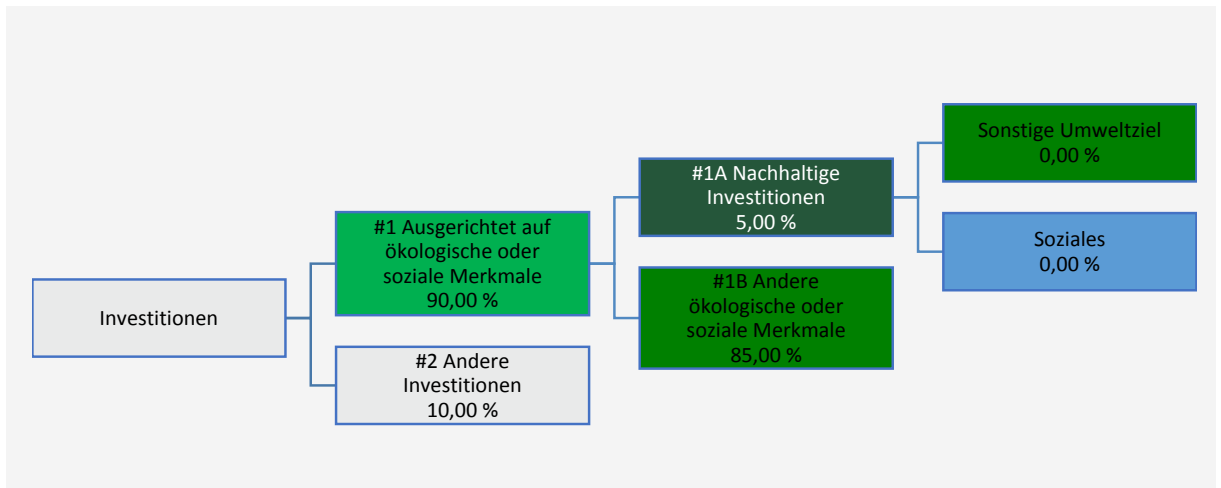 Investitionen
#1 Ausgerichtet auf
ökologische oder
soziale Merkmale
90,00 %
#2 Andere
Investitionen
10,00 %
#1A Nachhaltige
Investitionen
5,00 %
#1B Andere
ökologische oder
soziale Merkmale
85,00 %
Sonstige Umweltziel
0,00 %
Soziales
0,00 %